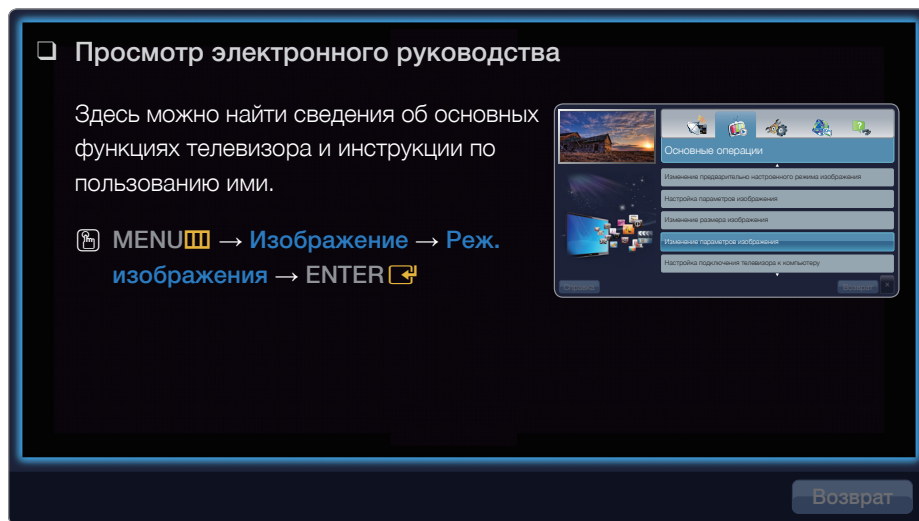 Просмотр электронного руководства
Здесь можно найти сведения об основных
функциях телевизора и инструкции по
пользованию ими.
MENU → Изображение → Реж.
изображения → ENTER
Основные операции
Изменение предварительно настроенного режима изображения
Настройка параметров изображения
Изменение размера изображения
Изменение параметров изображения
Настройка подключения телевизора к компьютеру
Справка
Возврат
Возврат